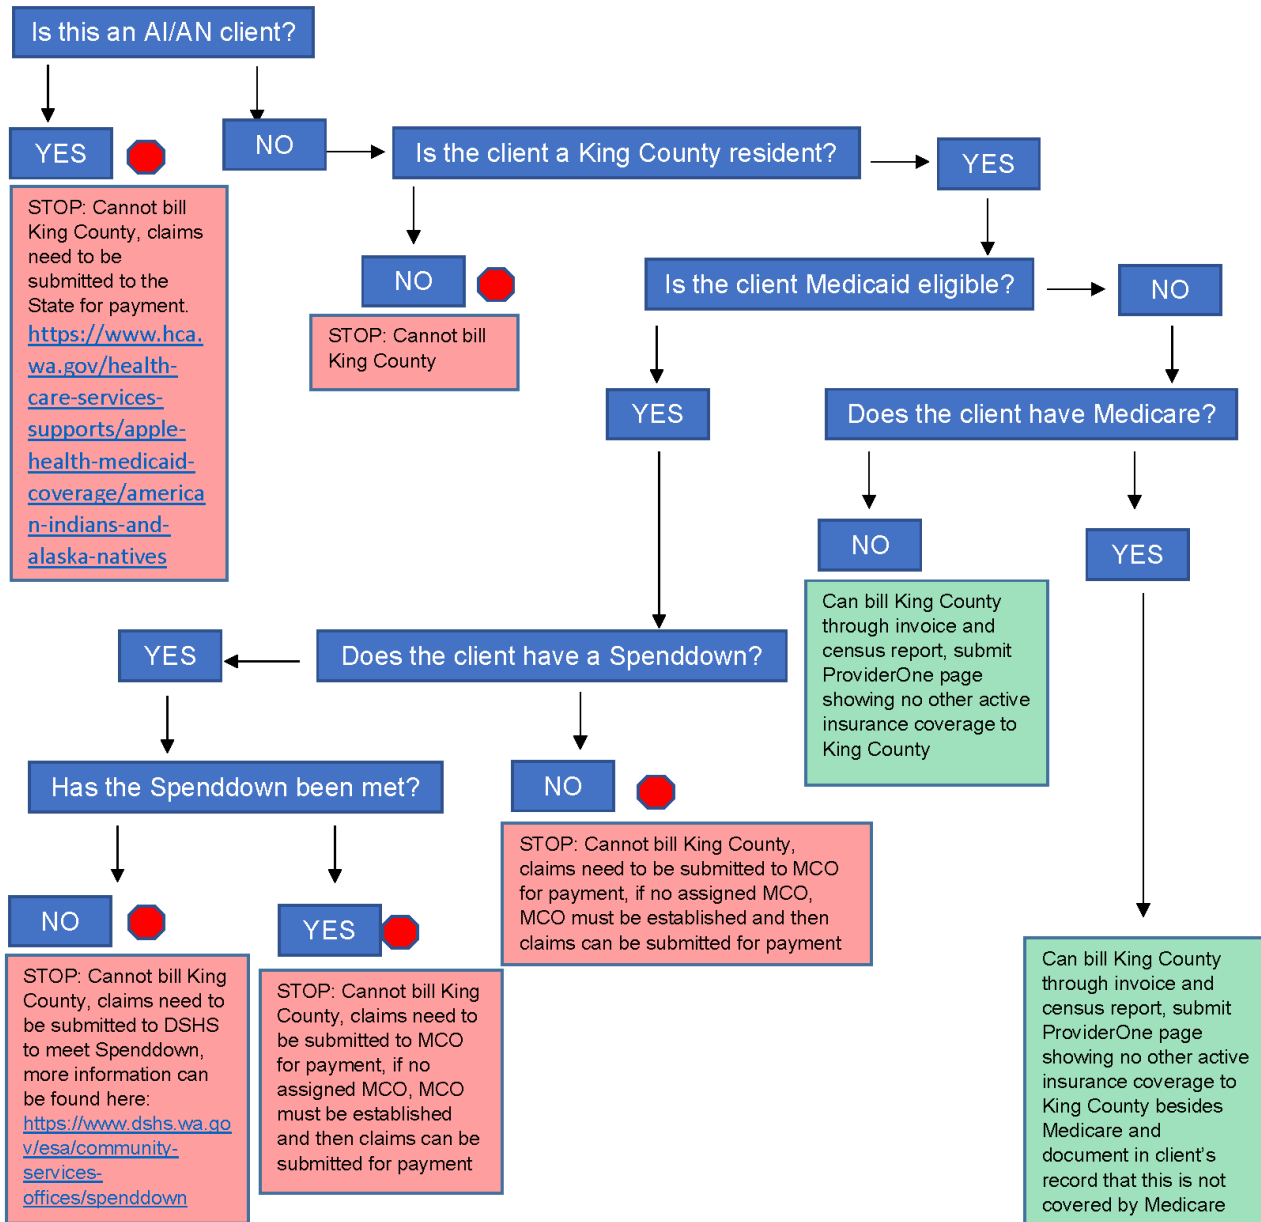 Is this an AI/AN client?
YES
NO
Is the client a King County resident?
YES
STOP: Cannot bill
King County, claims
need to be
submitted to the
State for payment.
https://www.hca.
wa.gov/health-
care-services-
supports/apple-
health-medicaid-
coverage/america
n-indians-and-
alaska-natives
NO
STOP: Cannot bill
King County
Is the client Medicaid eligible?
NO
YES
Does the client have Medicare?
NO
Can bill King County
through invoice and
census report, submit
ProviderOne page
showing no other active
insurance coverage to
King County
YES
Can bill King County
through invoice and
census report, submit
ProviderOne page
showing no other active
insurance coverage to
King County besides
Medicare and
document in client's
record that this is not
covered by Medicare
Does the client have a Spenddown?
YES
NO
STOP: Cannot bill King County,
claims need to be submitted to MCO
for payment, if no assigned MCO,
MCO must be established and then
claims can be submitted for payment
Has the Spenddown been met?
NO
STOP: Cannot bill King
County, claims need to
be submitted to DSHS
to meet Spenddown,
more information can
be found here:
https://www.dshs.wa.go
v/esa/community-
services-
offices/spenddown
YES
STOP: Cannot bill King
County, claims need to
be submitted to MCO
for payment, if no
assigned MCO, MCO
must be established
and then claims can be
submitted for payment